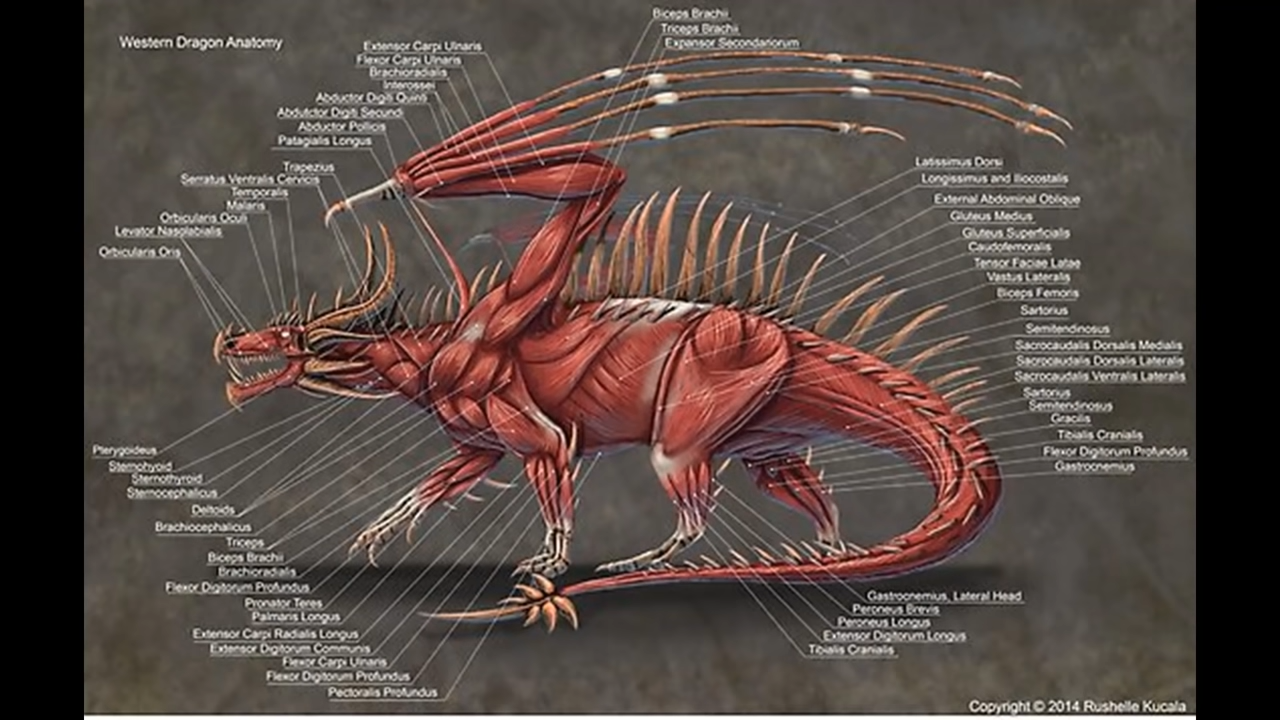 Western Dragon Anatomy
Biceps Brachii
Triceps Brachii
Expansor Secondariorum
Extensor Carpi Ulnaris
Flexor Carpi Ulnaris
Brachioradialis
Interossei
Abductor Digiti Quinti
Abdutctor Digiti Secundi
Abductor Pollicis
Patagialis Longus
Trapezius
Serratus Ventralis Cervicis
Temporalis
Malaris
Orbicularis Oculi
Levator Nasolabialis
Orbicularis Oris
Latissimus Dorsi
Longissimus and Iliocostalis
External Abdominal Oblique
Gluteus Medius
Gluteus Superficialis
Caudofemoralis
Tensor Faciae Latae
Vastus Lateralis
Biceps Femoris
Sartorius
Semitendinosus
Sacrocaudalis Dorsalis Medialis
Sacrocaudalis Dorsalis Lateralis
Sacrocaudalis Ventralis Lateralis
Sartorius
Semitendinosus
Gracilis
Tibialis Cranialis
Flexor Digitorum Profundus
Gastrocnemius
Pterygoideus
Sternohyoid
Sternothyroid
Sternocephalicus
Deltoids
Brachiocephalicus
Triceps
Biceps Brachii
Brachioradialis
Flexor Digitorum Profundus
Pronator Teres
Palmaris Longus
Extensor Carpi Radialis Longus
Extensor Digitorum Communis
Flexor Carpi Ulnaris
Flexor Digitorum Profundus
Pectoralis Profundus
Gastrocnemius, Lateral Head
Peroneus Brevis
Peroneus Longus
Extensor Digitorum Longus
Tibialis Cranialis
Copyright © 2014 Rushelle Kucala